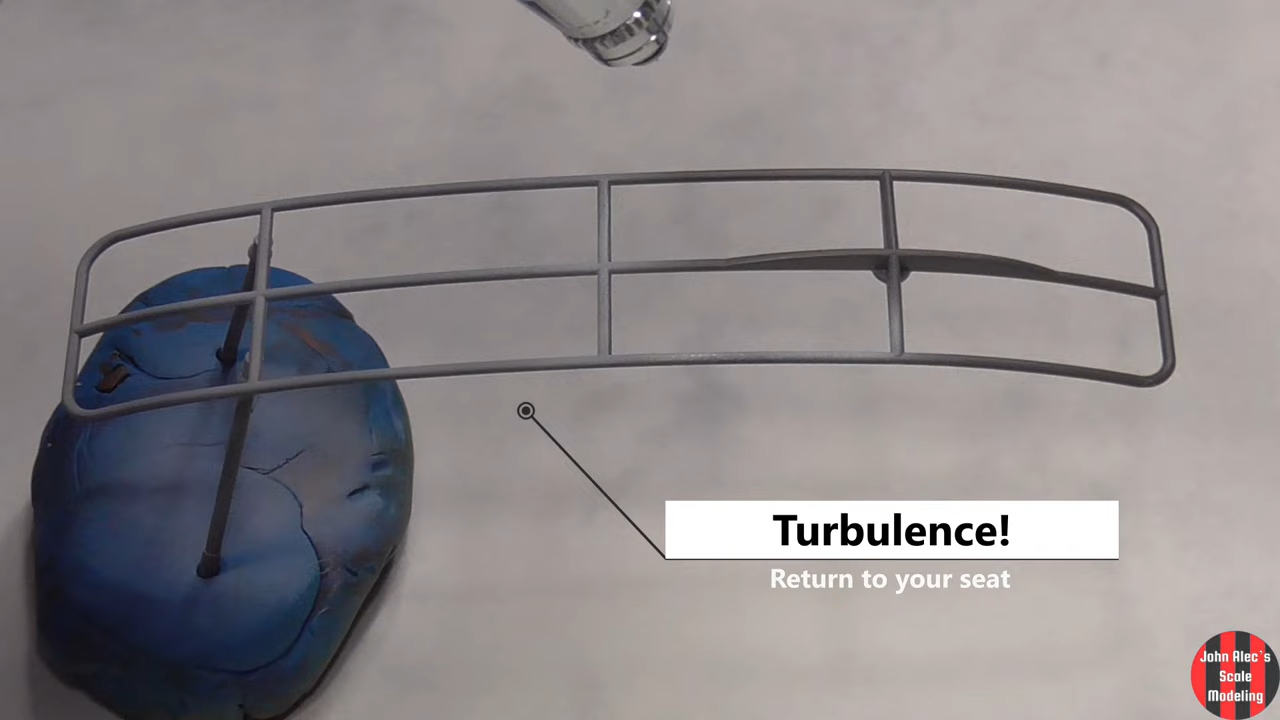 Turbulence!
Return to your seat
John Alec's
Scale
Modeling